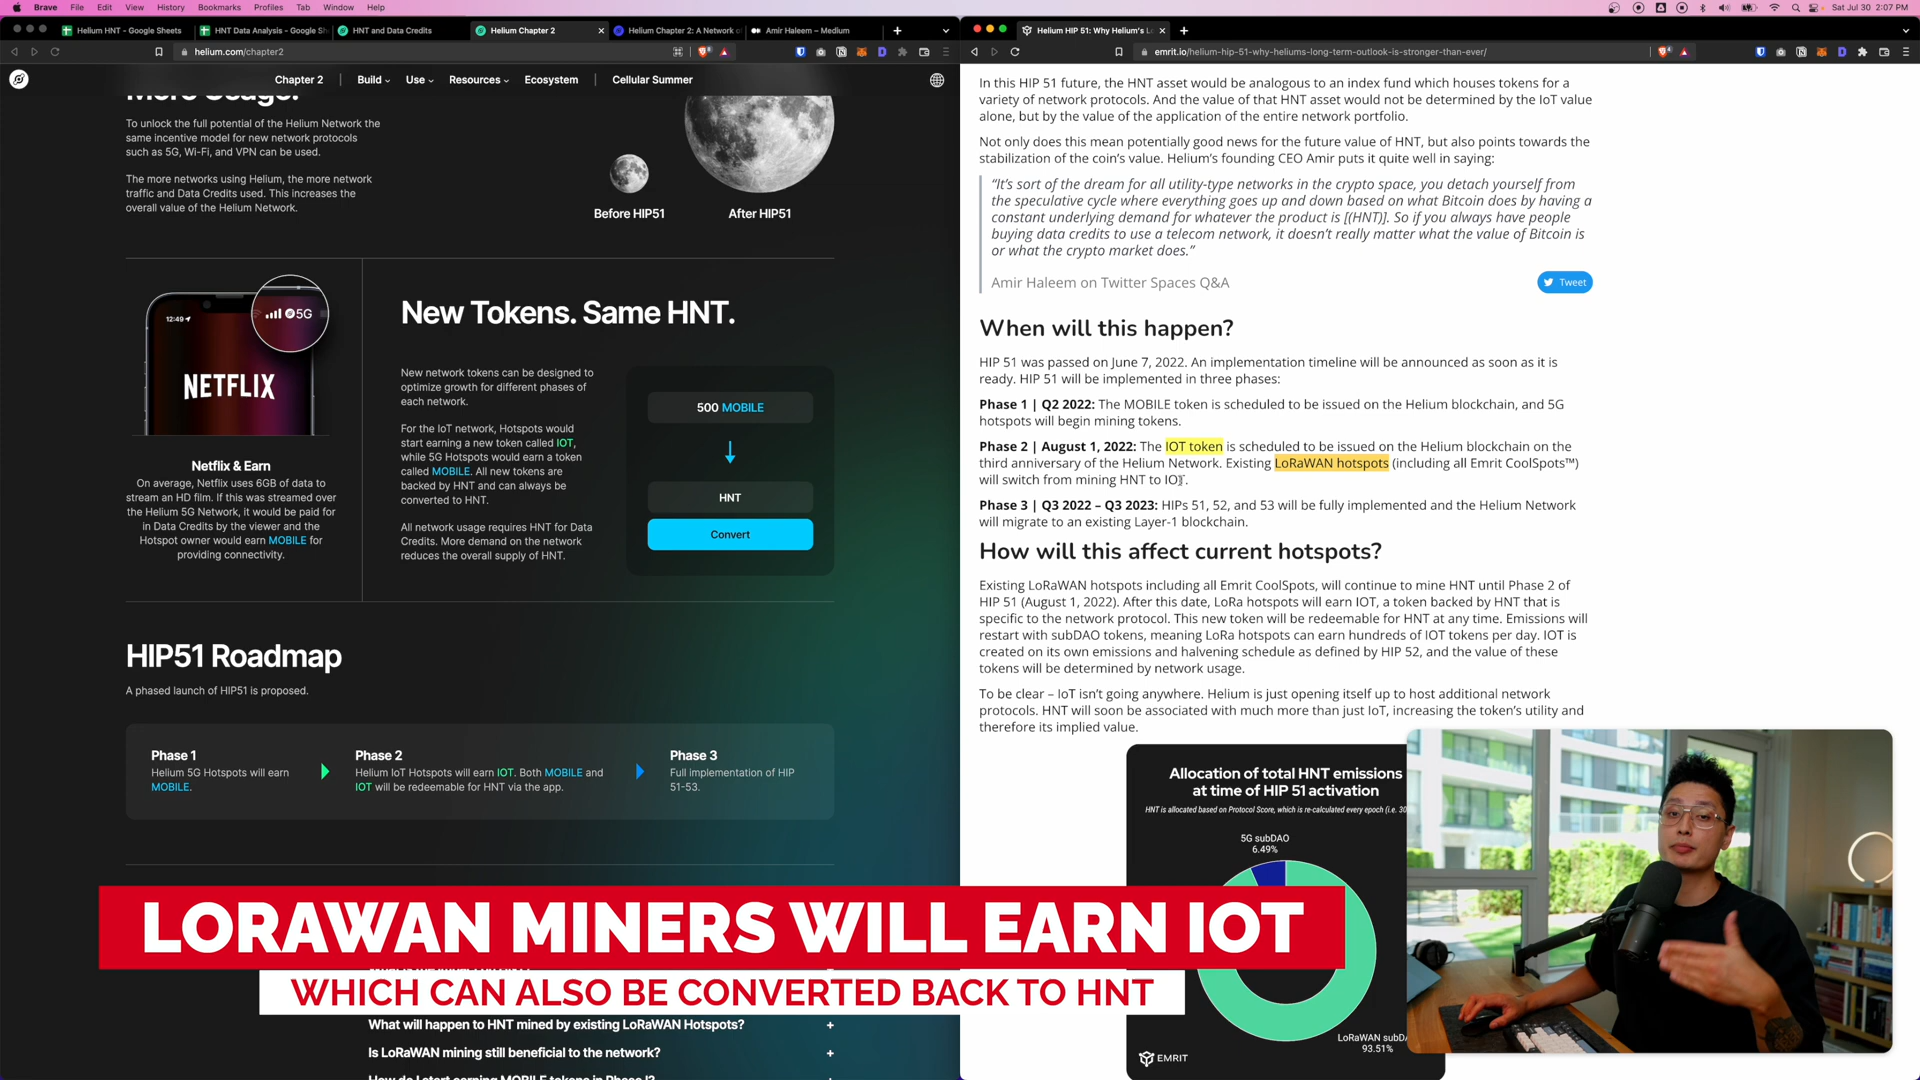 Brave File Edit View History Bookmarks Profiles Tab Window Help
Sat Jul 30 2:07 PM
Helium HNT - Google Sheets
HNT Data Analysis - Google Sh
HNT and Data Credits
Helium Chapter 2
Helium Chapter 2: A Network o
Amir Haleem – Medium
helium.com/chapter2
Chapter 2 Build Use Resources Ecosystem Cellular Summer
More Usage.
To unlock the full potential of the Helium Network the
same incentive model for new network protocols
such as 5G, Wi-Fi, and VPN can be used.
The more networks using Helium, the more network
traffic and Data Credits used. This increases the
overall value of the Helium Network.
Before HIP51
After HIP51
12:49
5G
NETFLIX
Netflix & Earn
On average, Netflix uses 6GB of data to
stream an HD film. If this was streamed over
the Helium 5G Network, it would be paid for
in Data Credits by the viewer and the
Hotspot owner would earn MOBILE for
providing connectivity.
New Tokens. Same HNT.
New network tokens can be designed to
optimize growth for different phases of
each network.
For the IoT network, Hotspots would
start earning a new token called IOT,
while 5G Hotspots would earn a token
called MOBILE. All new tokens are
backed by HNT and can always be
converted to HNT.
All network usage requires HNT for Data
Credits. More demand on the network
reduces the overall supply of HNT.
500 MOBILE
HNT
Convert
HIP51 Roadmap
A phased launch of HIP51 is proposed.
Phase 1
Helium 5G Hotspots will earn
MOBILE.
Phase 2
Helium IoT Hotspots will earn IOT. Both MOBILE and
IOT will be redeemable for HNT via the app.
Phase 3
Full implementation of HIP
51-53.
What will happen to HNT mined by existing LoRaWAN Hotspots? +
Is LoRaWAN mining still beneficial to the network? +
How do I start earning MOBILE tokens in Phase I?
Helium HIP 51: Why Helium's L
emrit.io/helium-hip-51-why-heliums-long-term-outlook-is-stronger-than-ever/
In this HIP 51 future, the HNT asset would be analogous to an index fund which houses tokens for a
variety of network protocols. And the value of that HNT asset would not be determined by the IoT value
alone, but by the value of the application of the entire network portfolio.
Not only does this mean potentially good news for the future value of HNT, but also points towards the
stabilization of the coin's value. Helium's founding CEO Amir puts it quite well in saying:
“It's sort of the dream for all utility-type networks in the crypto space, you detach yourself from
the speculative cycle where everything goes up and down based on what Bitcoin does by having a
constant underlying demand for whatever the product is [(HNT)]. So if you always have people
buying data credits to use a telecom network, it doesn't really matter what the value of Bitcoin is
or what the crypto market does.”
Amir Haleem on Twitter Spaces Q&A
Tweet
When will this happen?
HIP 51 was passed on June 7, 2022. An implementation timeline will be announced as soon as it is
ready. HIP 51 will be implemented in three phases:
Phase 1 | Q2 2022: The MOBILE token is scheduled to be issued on the Helium blockchain, and 5G
hotspots will begin mining tokens.
Phase 2 | August 1, 2022: The IOT token is scheduled to be issued on the Helium blockchain on the
third anniversary of the Helium Network. Existing LoRaWAN hotspots (including all Emrit CoolSpots™)
will switch from mining HNT to IOT.
Phase 3 | Q3 2022 – Q3 2023: HIPs 51, 52, and 53 will be fully implemented and the Helium Network
will migrate to an existing Layer-1 blockchain.
How will this affect current hotspots?
Existing LoRaWAN hotspots including all Emrit CoolSpots, will continue to mine HNT until Phase 2 of
HIP 51 (August 1, 2022). After this date, LoRa hotspots will earn IOT, a token backed by HNT that is
specific to the network protocol. This new token will be redeemable for HNT at any time. Emissions will
restart with subDAO tokens, meaning LoRa hotspots can earn hundreds of IOT tokens per day. IOT is
created on its own emissions and halvening schedule as defined by HIP 52, and the value of these
tokens will be determined by network usage.
To be clear – IoT isn't going anywhere. Helium is just opening itself up to host additional network
protocols. HNT will soon be associated with much more than just IoT, increasing the token's utility and
therefore its implied value.
Allocation of total HNT emissions
at time of HIP 51 activation
HNT is allocated based on Protocol Score, which is re-calculated every epoch (i.e. 30
5G subDAO
6.49%
LoRaWAN subDA
93.51%
EMRIT
LORAWAN MINERS WILL EARN IOT
WHICH CAN ALSO BE CONVERTED BACK TO HNT